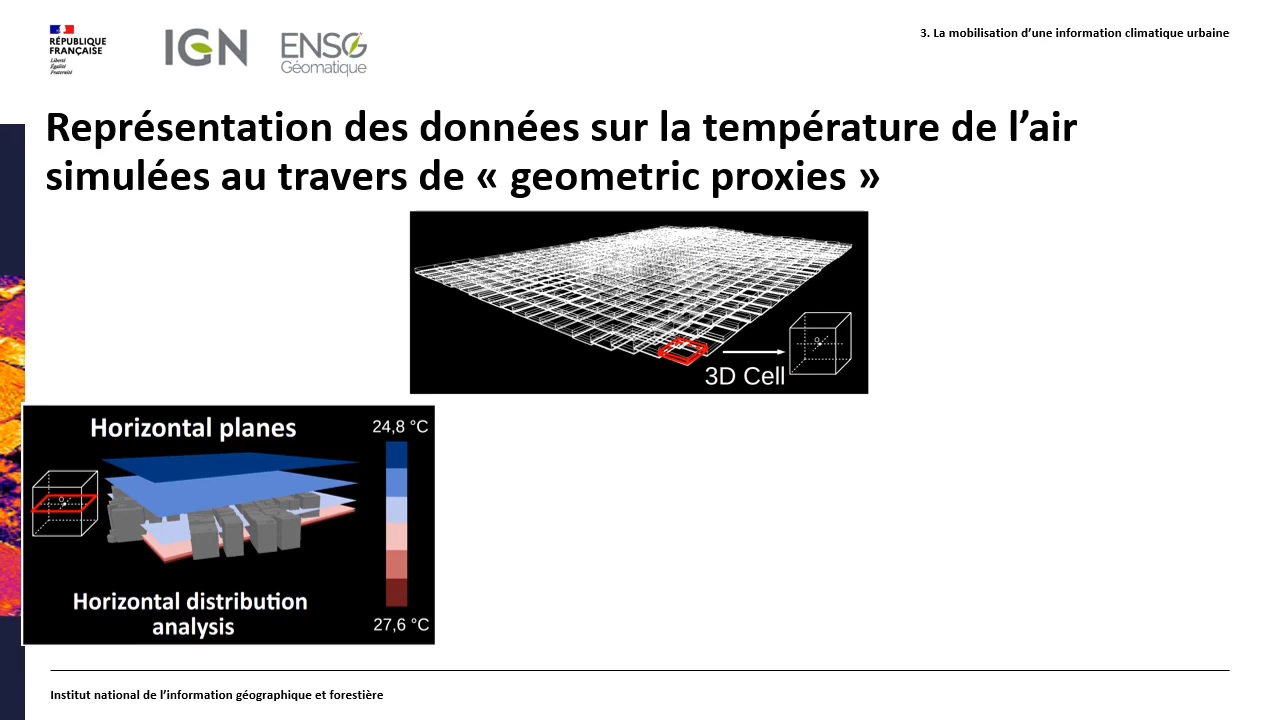 RÉPUBLIQUE
FRANÇAISE
Liberté
Égalité
Fraternité
IGN
ENSG
Géomatique
3. La mobilisation d’une information climatique urbaine
Représentation des données sur la température de l’air
simulées au travers de « geometric proxies »
3D Cell
Horizontal planes
24,8 °C
Horizontal distribution
analysis
27,6 °C
Institut national de l’information géographique et forestière